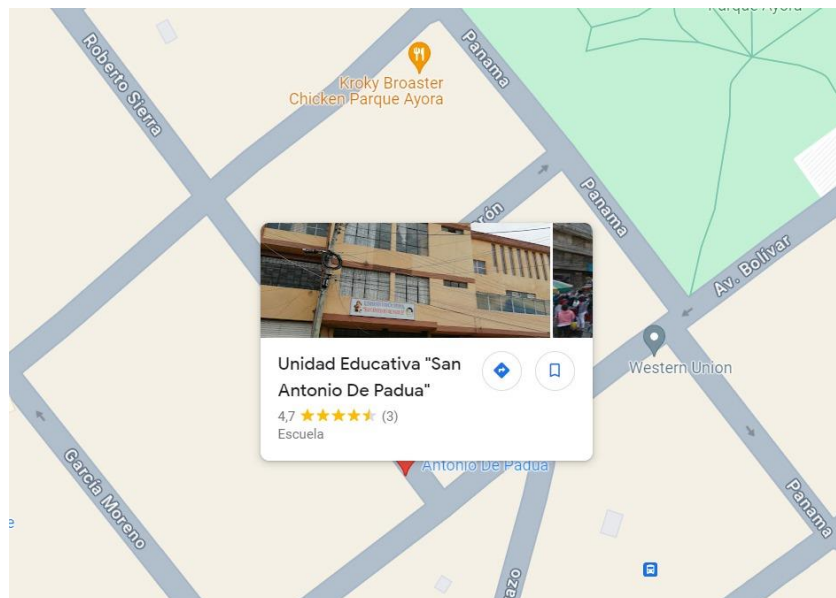 Parque Ayora
Panama
Roberto Sierra
Kroky Broaster
Chicken Parque Ayora
Panama
Av. Bolívar
Western Union
Unidad Educativa "San
Antonio De Padua"
4,7
(3)
Escuela
Antonio De Padua
García Moreno
Panama